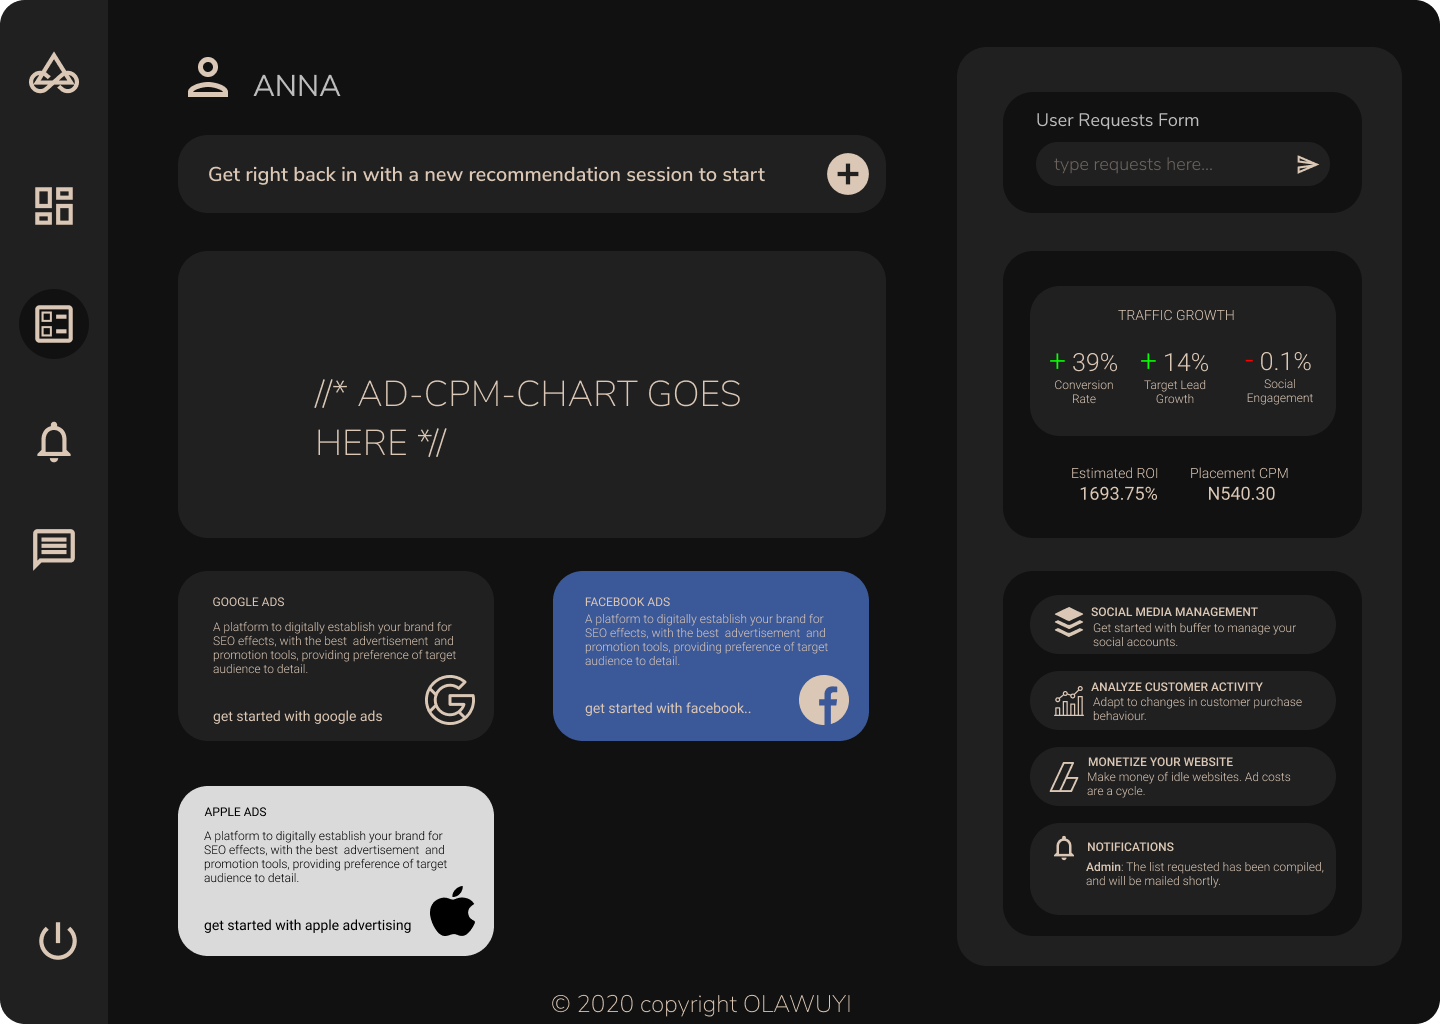 ANNA
Get right back in with a new recommendation session to start
//* AD-CPM-CHART GOES
HERE *//
GOOGLE ADS
A platform to digitally establish your brand for
SEO effects, with the best advertisement and
promotion tools, providing preference of target
audience to detail.
get started with google ads
FACEBOOK ADS
A platform to digitally establish your brand for
SEO effects, with the best advertisement and
promotion tools, providing preference of target
audience to detail.
get started with facebook..
APPLE ADS
A platform to digitally establish your brand for
SEO effects, with the best advertisement and
promotion tools, providing preference of target
audience to detail.
get started with apple advertising
User Requests Form
type requests here...
TRAFFIC GROWTH
+ 39% + 14% - 0.1%
Conversion Target Lead Social
Rate Growth Engagement
Estimated ROI Placement CPM
1693.75% N540.30
SOCIAL MEDIA MANAGEMENT
Get started with buffer to manage your
social accounts.
ANALYZE CUSTOMER ACTIVITY
Adapt to changes in customer purchase
behaviour.
MONETIZE YOUR WEBSITE
Make money of idle websites. Ad costs
are a cycle.
NOTIFICATIONS
Admin: The list requested has been compiled,
and will be mailed shortly.
© 2020 copyright OLAWUYI